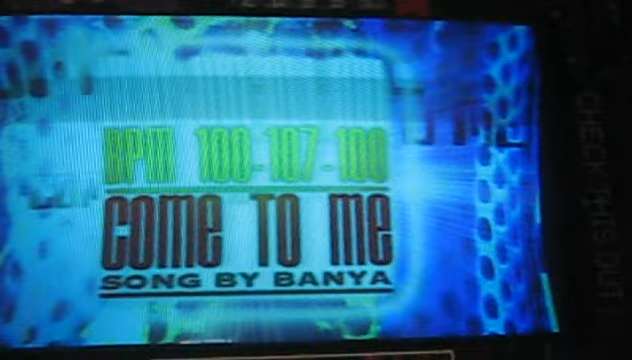 BPM 100-107-100
COME TO ME
SONG BY BANYA
CHECK THIS OUT